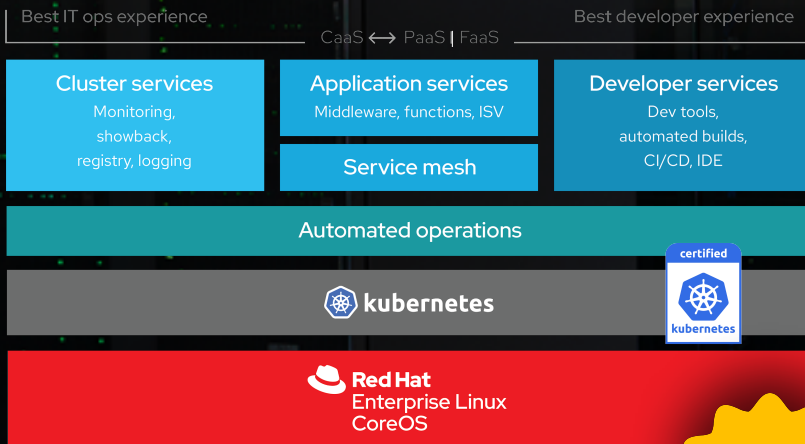 Best IT ops experience
Best developer experience
CaaS ↔ PaaS | FaaS
Cluster services
Monitoring,
showback,
registry, logging
Application services
Middleware, functions, ISV
Service mesh
Developer services
Dev tools,
automated builds,
CI/CD, IDE
Automated operations
certified
kubernetes
kubernetes
Red Hat
Enterprise Linux
CoreOS